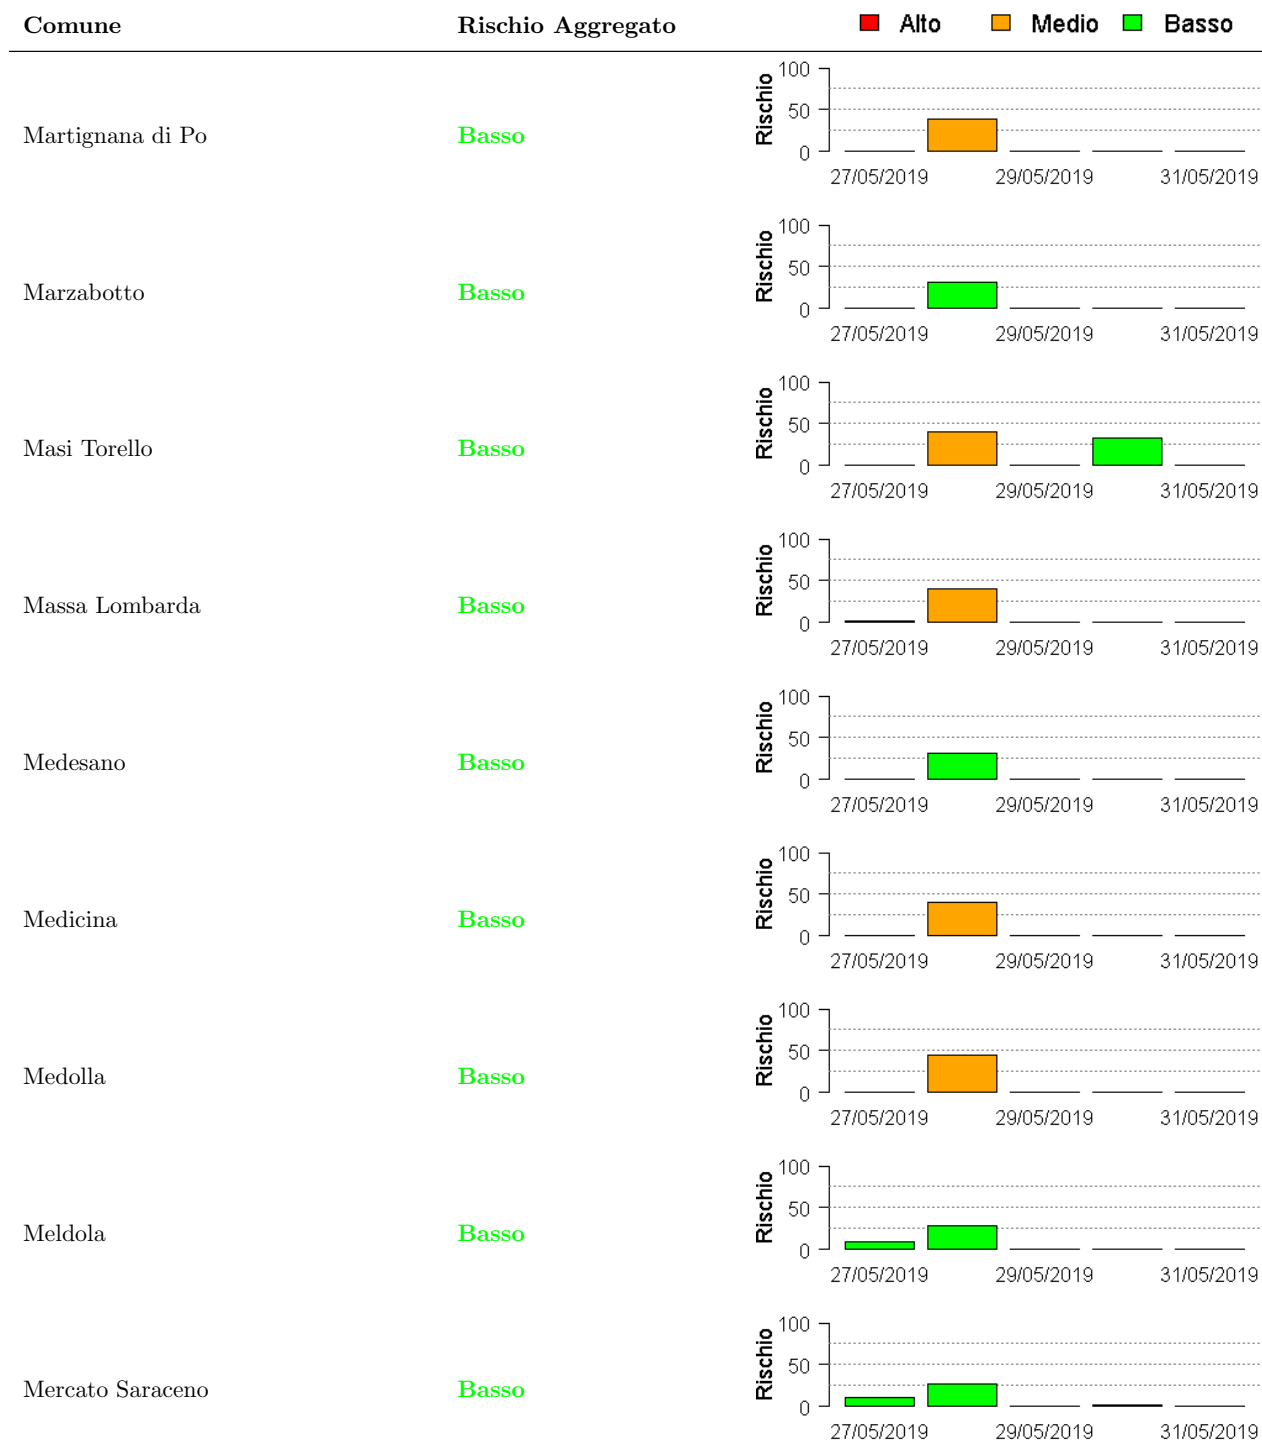 Comune Rischio Aggregato Alto Medio Basso
Martignana di Po Basso Rischio 100 50 0
27/05/2019 29/05/2019 31/05/2019
Marzabotto Basso Rischio 100 50 0
27/05/2019 29/05/2019 31/05/2019
Masi Torello Basso Rischio 100 50 0
27/05/2019 29/05/2019 31/05/2019
Massa Lombarda Basso Rischio 100 50 0
27/05/2019 29/05/2019 31/05/2019
Medesano Basso Rischio 100 50 0
27/05/2019 29/05/2019 31/05/2019
Medicina Basso Rischio 100 50 0
27/05/2019 29/05/2019 31/05/2019
Medolla Basso Rischio 100 50 0
27/05/2019 29/05/2019 31/05/2019
Meldola Basso Rischio 100 50 0
27/05/2019 29/05/2019 31/05/2019
Mercato Saraceno Basso Rischio 100 50 0
27/05/2019 29/05/2019 31/05/2019